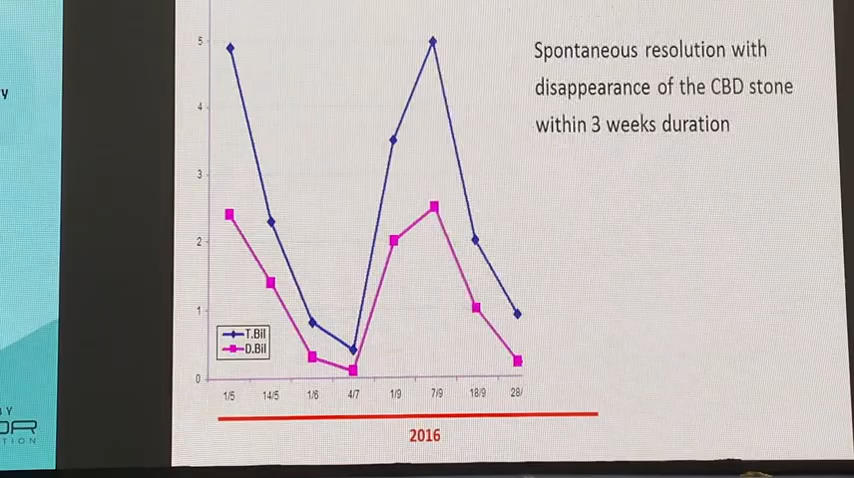 Spontaneous resolution with
disappearance of the CBD stone
within 3 weeks duration
5
4
3
2
1
0
T.Bil
D.Bil
1/5 14/5 1/6 4/7 1/9 7/9 18/9 28/
2016